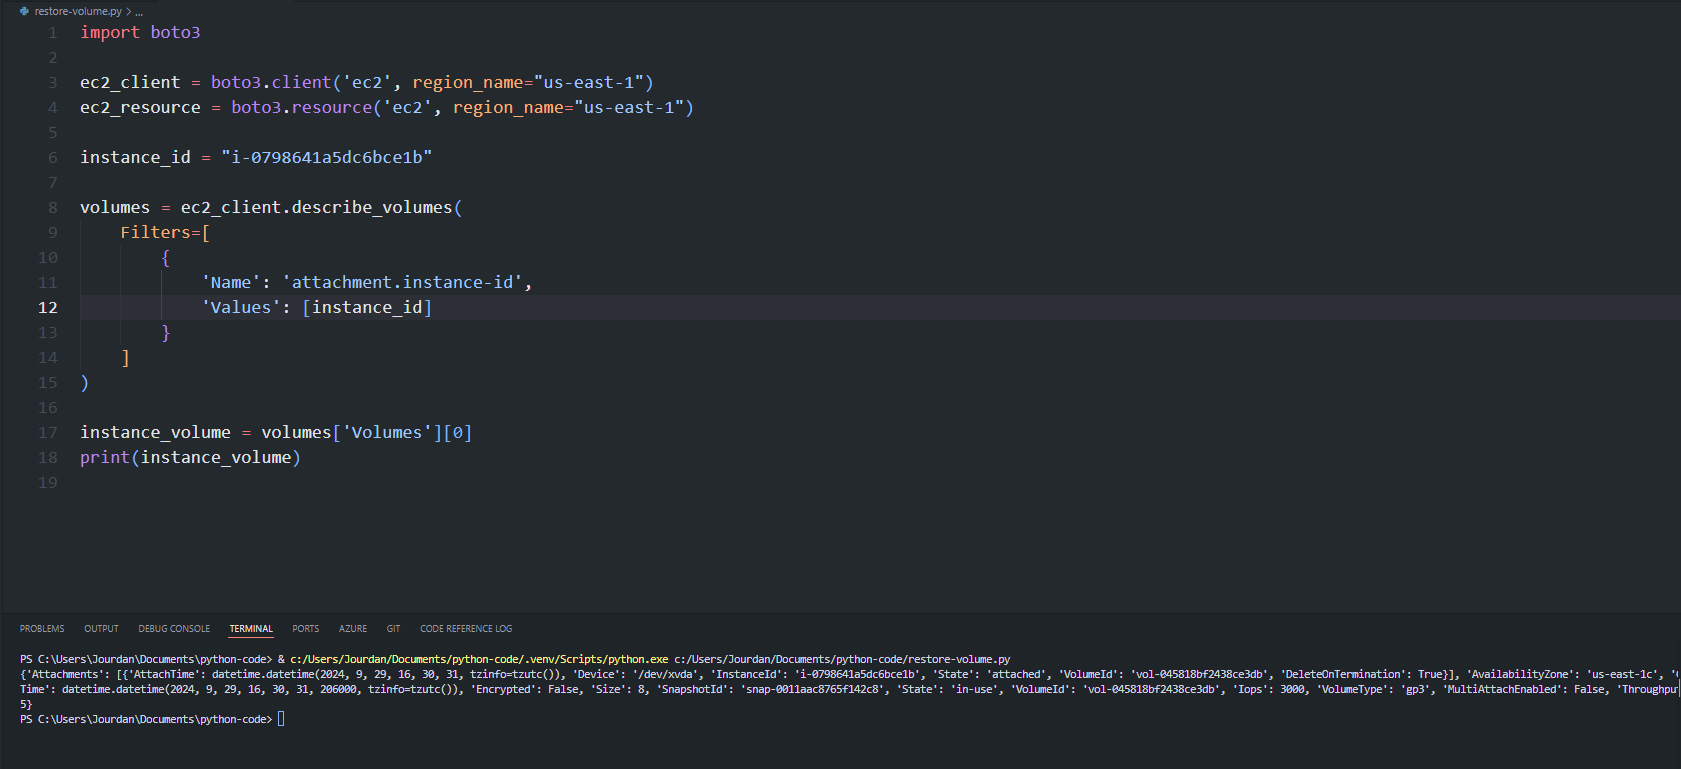 restore-volume.py > ...
1 import boto3
2
3 ec2_client = boto3.client('ec2', region_name="us-east-1")
4 ec2_resource = boto3.resource('ec2', region_name="us-east-1")
5
6 instance_id = "i-0798641a5dc6bce1b"
7
8 volumes = ec2_client.describe_volumes(
9 Filters=[
10 {
11 'Name': 'attachment.instance-id',
12 'Values': [instance_id]
13 }
14 ]
15 )
16
17 instance_volume = volumes['Volumes'][0]
18 print(instance_volume)
19
PROBLEMS OUTPUT DEBUG CONSOLE TERMINAL PORTS AZURE GIT CODE REFERENCE LOG
PS C:\Users\Jourdan\Documents\python-code> & c:/Users/Jourdan/Documents/python-code/.venv/Scripts/python.exe c:/Users/Jourdan/Documents/python-code/restore-volume.py
{'Attachments': [{'AttachTime': datetime.datetime(2024, 9, 29, 16, 30, 31, tzinfo=tzutc()), 'Device': '/dev/xvda', 'InstanceId': 'i-0798641a5dc6bce1b', 'State': 'attached', 'VolumeId': 'vol-045818bf2438ce3db', 'DeleteOnTermination': True}], 'AvailabilityZone': 'us-east-1c', '
Time': datetime.datetime(2024, 9, 29, 16, 30, 31, 206000, tzinfo=tzutc()), 'Encrypted': False, 'Size': 8, 'SnapshotId': 'snap-0011aac8765f142c8', 'State': 'in-use', 'VolumeId': 'vol-045818bf2438ce3db', 'Iops': 3000, 'VolumeType': 'gp3', 'MultiAttachEnabled': False, 'Throughpu
5}
PS C:\Users\Jourdan\Documents\python-code>